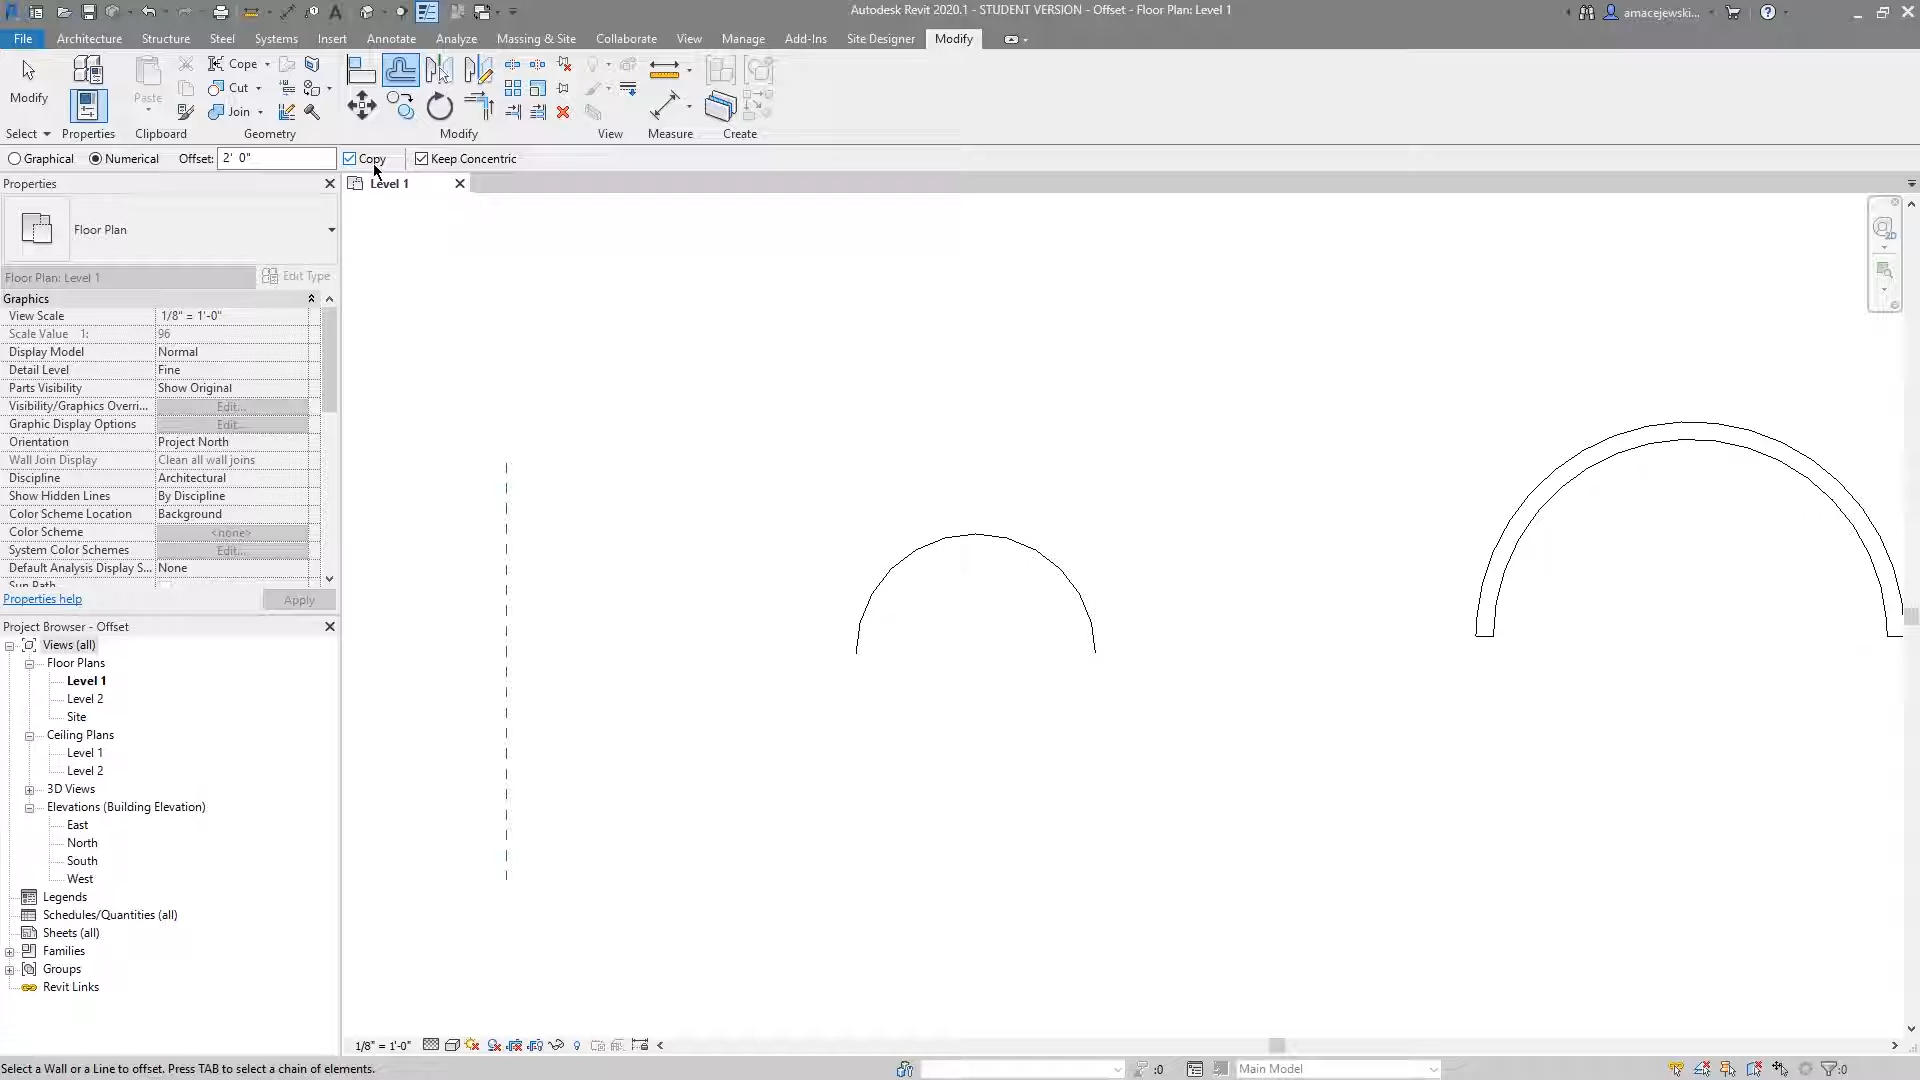 Autodesk Revit 2020.1 - STUDENT VERSION - Offset - Floor Plan: Level 1
amacejewski...
File Architecture Structure Steel Systems Insert Annotate Analyze Massing & Site Collaborate View Manage Add-Ins Site Designer Modify
Modify
Paste
Cope
Cut
Join
Select Properties Clipboard Geometry Modify View Measure Create
Graphical Numerical Offset: 2' 0" Copy Keep Concentric
Properties
Level 1
Floor Plan
Floor Plan: Level 1 Edit Type
Graphics
View Scale 1/8" = 1'-0"
Scale Value 1: 96
Display Model Normal
Detail Level Fine
Parts Visibility Show Original
Visibility/Graphics Overri... Edit...
Graphic Display Options Edit...
Orientation Project North
Wall Join Display Clean all wall joins
Discipline Architectural
Show Hidden Lines By Discipline
Color Scheme Location Background
Color Scheme <none>
System Color Schemes Edit...
Default Analysis Display S... None
Sun Path
Properties help Apply
Project Browser - Offset
Views (all)
Floor Plans
Level 1
Level 2
Site
Ceiling Plans
Level 1
Level 2
3D Views
Elevations (Building Elevation)
East
North
South
West
Legends
Schedules/Quantities (all)
Sheets (all)
Families
Groups
Revit Links
2D
1/8" = 1'-0"
Select a Wall or a Line to offset. Press TAB to select a chain of elements.
:0
Main Model
:0